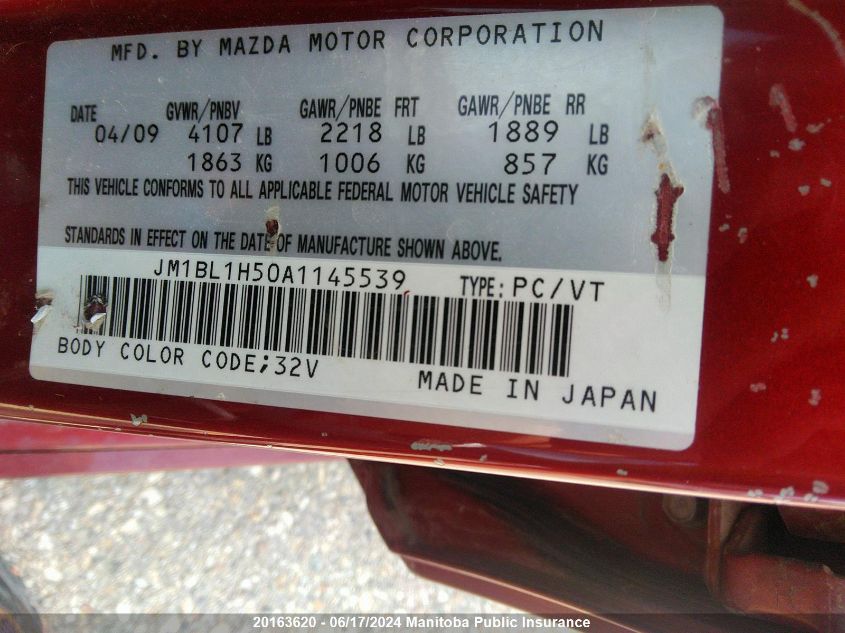 MFD. BY MAZDA MOTOR CORPORATION
DATE GVWR/PNBV GAWR/PNBE FRT GAWR/PNBE RR
04/09 4107 LB 2218 LB 1889 LB
1863 KG 1006 KG 857 KG
THIS VEHICLE CONFORMS TO ALL APPLICABLE FEDERAL MOTOR VEHICLE SAFETY
STANDARDS IN EFFECT ON THE DATE OF MANUFACTURE SHOWN ABOVE.
JM1BL1H50A1145539 TYPE: PC/VT
BODY COLOR CODE;32V
MADE IN JAPAN
20163620 - 06/17/2024 Manitoba Public Insurance